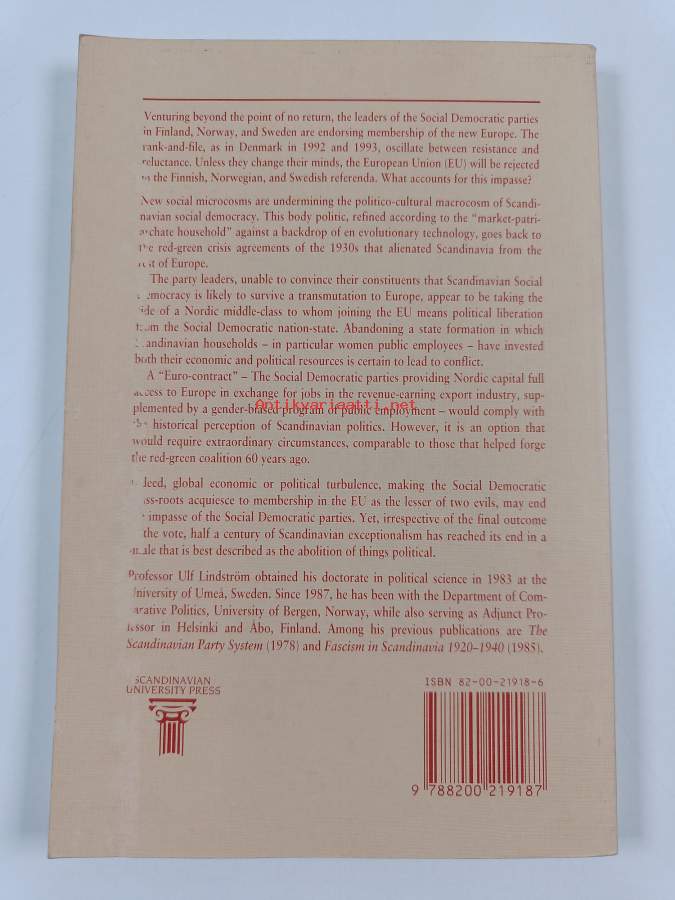 Venturing beyond the point of no return, the leaders of the Social Democratic parties
in Finland, Norway, and Sweden are endorsing membership of the new Europe. The
rank-and-file, as in Denmark in 1992 and 1993, oscillate between resistance and
reluctance. Unless they change their minds, the European Union (EU) will be rejected
the Finnish, Norwegian, and Swedish referenda. What accounts for this impasse?
New social microcosms are undermining the politico-cultural macrocosm of Scandi-
navian social democracy. This body politic, refined according to the “market-patri-
archate household” against a backdrop of en evolutionary technology, goes back to
the red-green crisis agreements of the 1930s that alienated Scandinavia from the
rest of Europe.
The party leaders, unable to convince their constituents that Scandinavian Social
Democracy is likely to survive a transmutation to Europe, appear to be taking the
side of a Nordic middle-class to whom joining the EU means political liberation
from the Social Democratic nation-state. Abandoning a state formation in which
Scandinavian households – in particular women public employees – have invested
both their economic and political resources is certain to lead to conflict.
A “Euro-contract” – The Social Democratic parties providing Nordic capital full
access to Europe in exchange for jobs in the revenue-earning export industry, sup-
plemented by a gender-biased program of public employment – would comply with
the historical perception of Scandinavian politics. However, it is an option that
would require extraordinary circumstances, comparable to those that helped forge
the red-green coalition 60 years ago.
Indeed, global economic or political turbulence, making the Social Democratic
acquiesce to membership in the EU as the lesser of two evils, may end
impasse of the Social Democratic parties. Yet, irrespective of the final outcome
the vote, half a century of Scandinavian exceptionalism has reached its end in a
that is best described as the abolition of things political.
Professor Ulf Lindström obtained his doctorate in political science in 1983 at the
University of Umeå, Sweden. Since 1987, he has been with the Department of Com-
parative Politics, University of Bergen, Norway, while also serving as Adjunct Pro-
fessor in Helsinki and Åbo, Finland. Among his previous publications are The
Scandinavian Party System (1978) and Fascism in Scandinavia 1920–1940 (1985).
SCANDINAVIAN
UNIVERSITY PRESS
ISBN 82-00-21918-6
9 788200 219187
Antikvariaatti.net